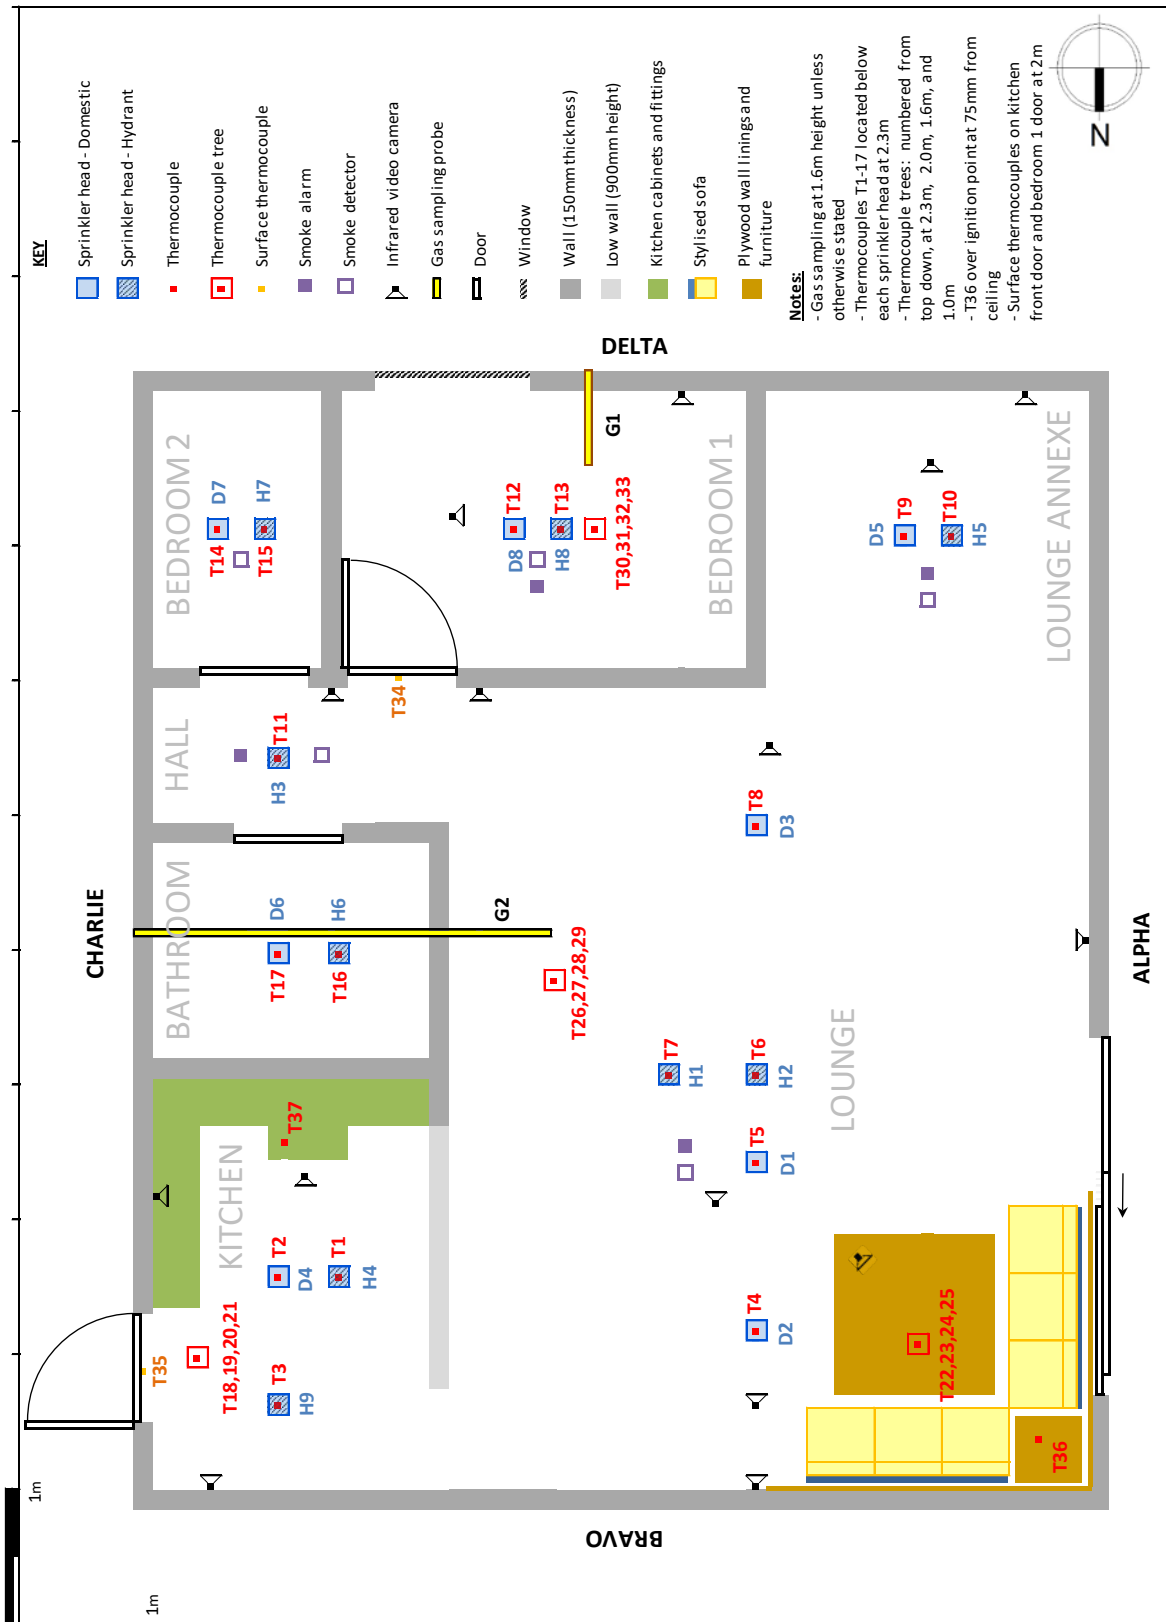 KEY
Sprinkler head - Domestic
Sprinkler head - Hydrant
Thermocouple
Thermocouple tree
Surface thermocouple
Smoke alarm
Smoke detector
Infrared video camera
Gas sampling probe
Door
Window
Wall (150mm thickness)
Low wall (900mm height)
Kitchen cabinets and fittings
Stylised sofa
Plywood wall linings and
furniture
Notes:
- Gas sampling at 1.6m height unless
otherwise stated
- Thermocouples T1-17 located below
each sprinkler head at 2.3m
- Thermocouple trees: numbered from
top down, at 2.3m, 2.0m, 1.6m, and
1.0m
- T36 over ignition point at 75mm from
ceiling
- Surface thermocouples on kitchen
front door and bedroom 1 door at 2m
N
1m
1m
CHARLIE
DELTA
ALPHA
BRAVO
BEDROOM 2
T14
D7
T15
H7
HALL
H3
T11
T34
BATHROOM
T17
D6
T16
H6
G2
KITCHEN
T37
T2
D4
T1
H4
T3
H9
T35
T18,19,20,21
BEDROOM 1
G1
T12
D8
T13
H8
T30,31,32,33
LOUNGE ANNEXE
D5
T9
T10
H5
T8
D3
T26,27,28,29
LOUNGE
T7
H1
T6
H2
T5
D1
T4
D2
T22,23,24,25
T36